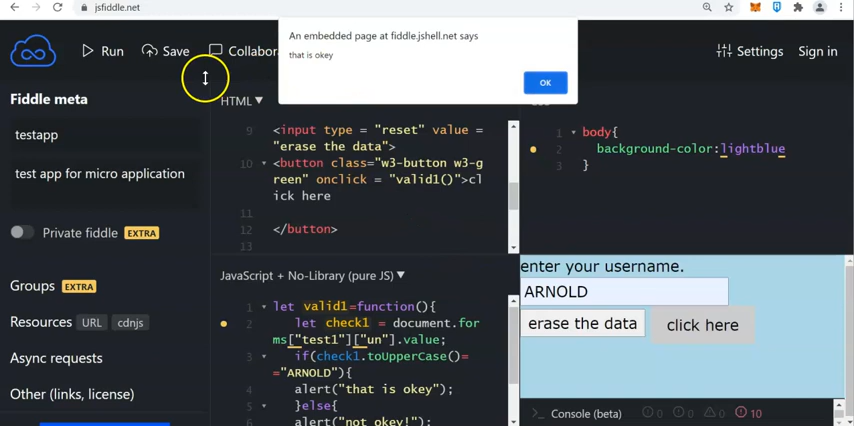 jsfiddle.net
An embedded page at fiddle.jshell.net says
that is okey
OK
Run
Save
Settings
Sign in
Fiddle meta
testapp
test app for micro application
Private fiddle EXTRA
Groups EXTRA
Resources URL cdnjs
Async requests
Other (links, license)
HTML
9 <input type = "reset" value =
"erase the data">
10 <button class="w3-button w3-g
reen" onclick = "valid1()">cl
ick here
11
12 </button>
13
1 body{
2 background-color:lightblue
3 }
JavaScript + No-Library (pure JS)
1 let valid1=function(){
2 let check1 = document.for
ms["test1"]["un"].value;
3 if(check1.toUpperCase()=
="ARNOLD"){
4 alert("that is okey");
5 }else{
6 alert("not okey!");
enter your username.
ARNOLD
erase the data
click here
>_ Console (beta) 0 0 0 10